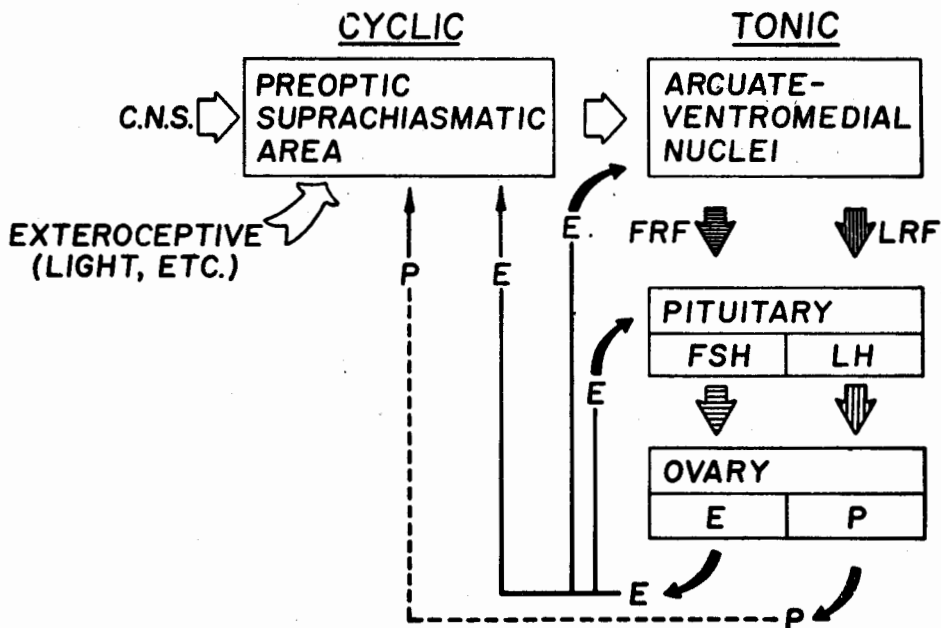 CYCLIC
TONIC
PREOPTIC
SUPRACHIASMATIC
AREA
ARCUATE-
VENTROMEDIAL
NUCLEI
C.N.S.
EXTEROCEPTIVE
(LIGHT, ETC.)
P
E
E
FRF
LRF
PITUITARY
FSH
LH
E
OVARY
E
P
E
P